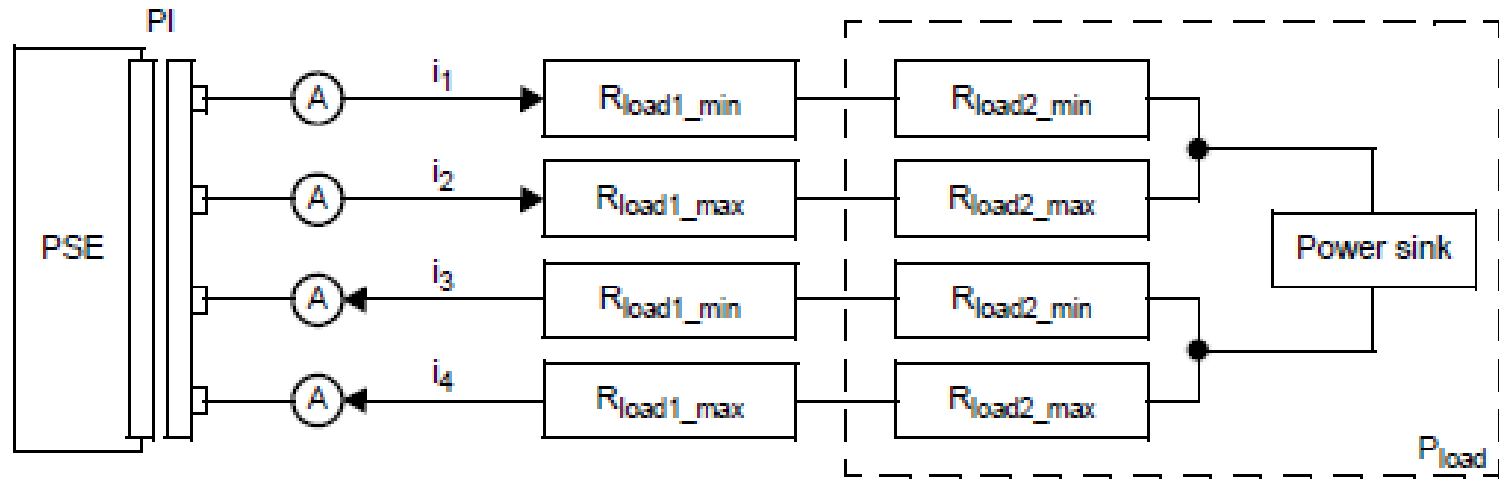 PI
PSE
A
i1
Rload1_min
Rload2_min
A
i2
Rload1_max
Rload2_max
A
i3
Rload1_min
Rload2_min
A
i4
Rload1_max
Rload2_max
Power sink
Pload